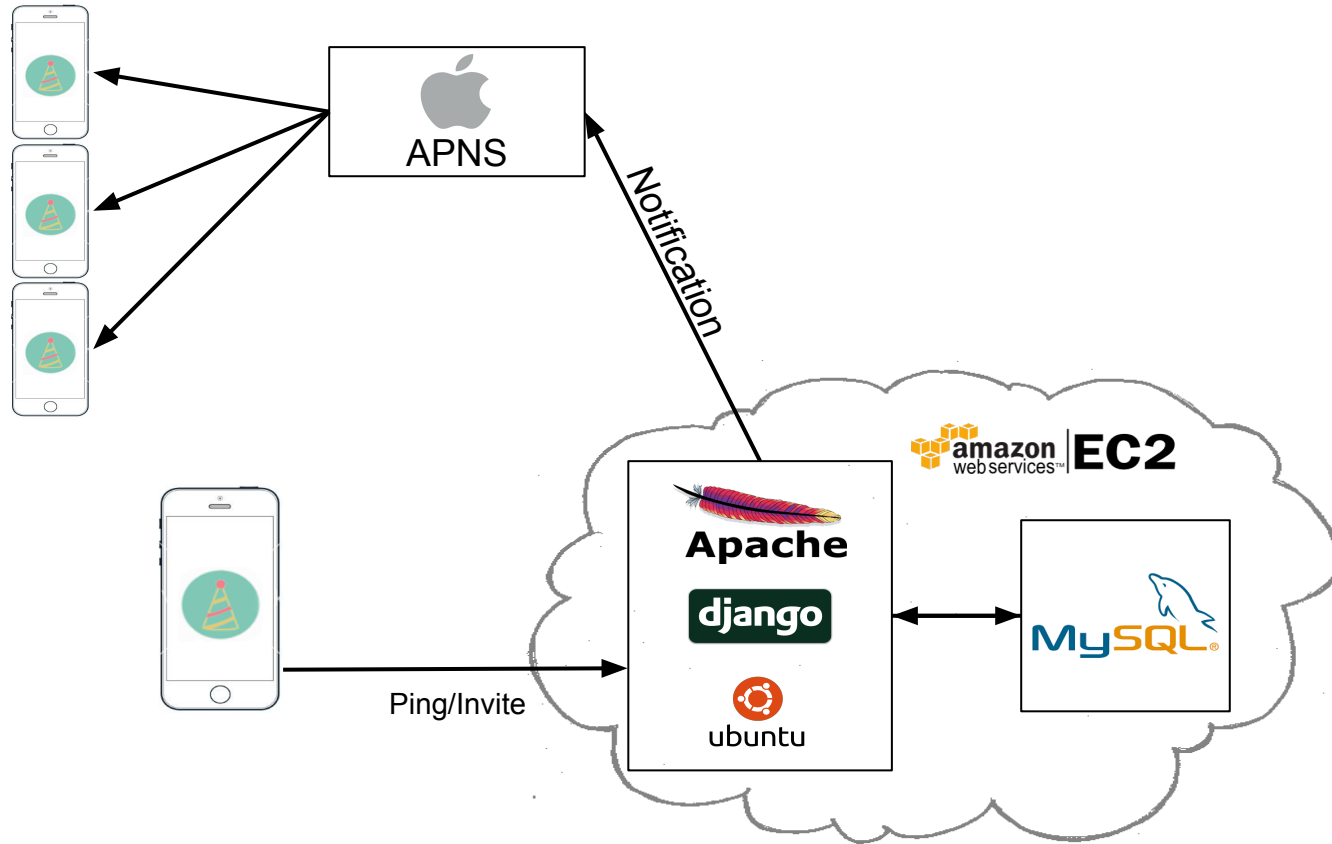 APNS
Notification
amazon
web services™
EC2
Apache
django
ubuntu
MySQL®
Ping/Invite